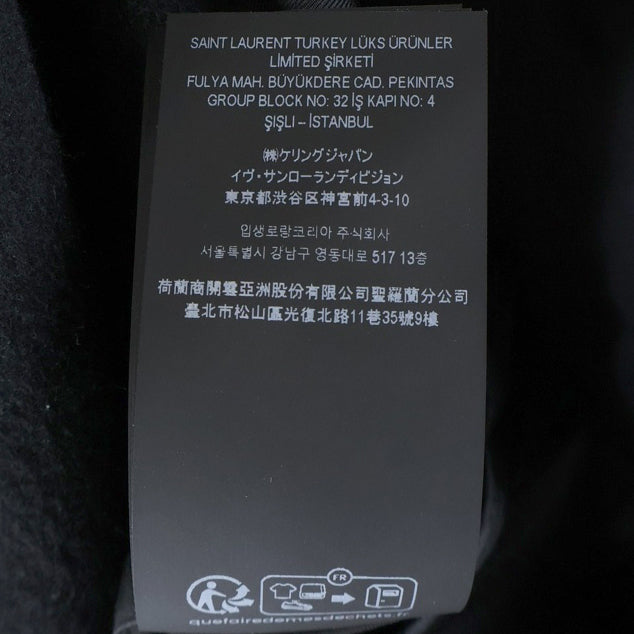 SAINT LAURENT TURKEY LÜKS ÜRÜNLER
LİMİTED ŞİRKETİ
FULYA MAH. BÜYÜKDERE CAD. PEKINTAS
GROUP BLOCK NO: 32 İŞ KAPI NO: 4
ŞIŞLI – İSTANBUL
㈱ケリングジャパン
イヴ・サンローランディビジョン
東京都渋谷区神宮前4-3-10
입생로랑코리아 주식회사
서울특별시 강남구 영동대로 517 13층
荷蘭商開雲亞洲股份有限公司聖羅蘭分公司
臺北市松山區光復北路11巷35號9樓
FR
quefairedemesdechets.fr